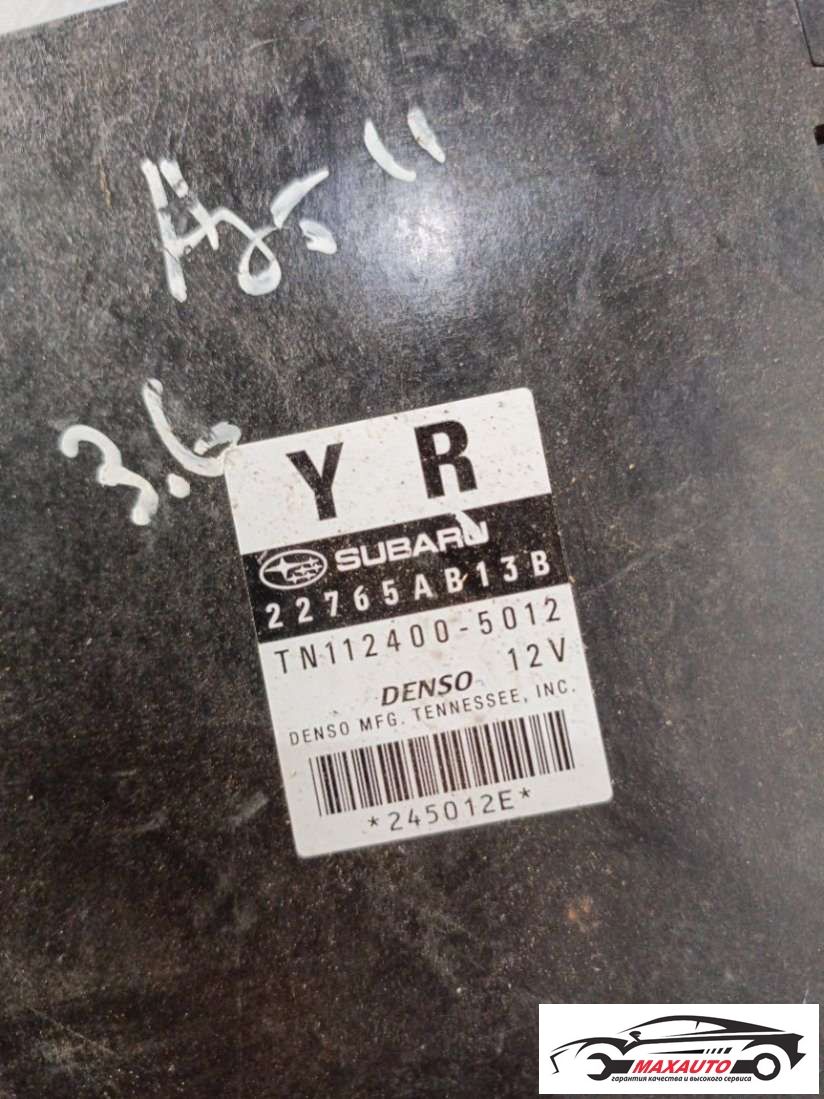 3.6
Y R
SUBARU
22765AB13B
TN112400-5012
12V
DENSO
DENSO MFG. TENNESSEE, INC.
*245012E*
MAXAUTO
гарантия качества и высокого сервиса